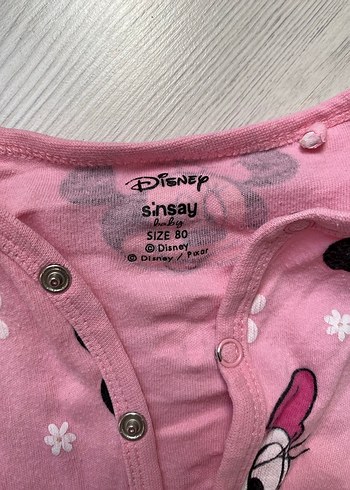 Disney
sinsay
baby
SIZE 80
© Disney
© Disney / Pixar